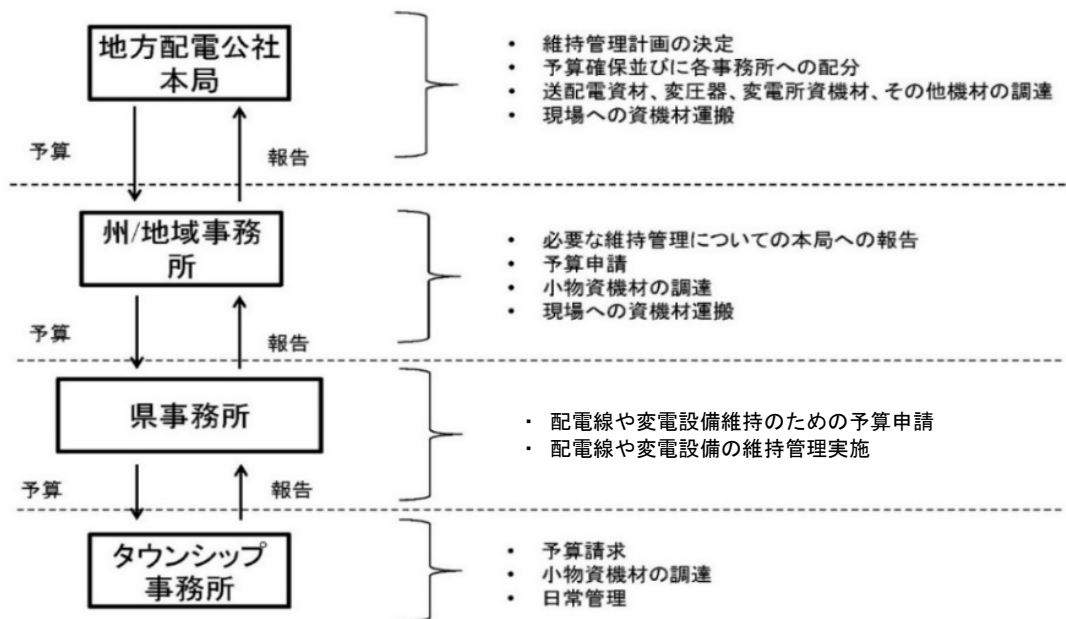 地方配電公社
本局
• 維持管理計画の決定
• 予算確保並びに各事務所への配分
• 送配電資材、変圧器、変電所資機材、その他機材の調達
• 現場への資機材運搬
予算
報告
州/地域事務
所
• 必要な維持管理についての本局への報告
• 予算申請
• 小物資機材の調達
• 現場への資機材運搬
予算
報告
県事務所
・ 配電線や変電設備維持のための予算申請
・ 配電線や変電設備の維持管理実施
予算
報告
タウンシップ
事務所
• 予算請求
• 小物資機材の調達
• 日常管理